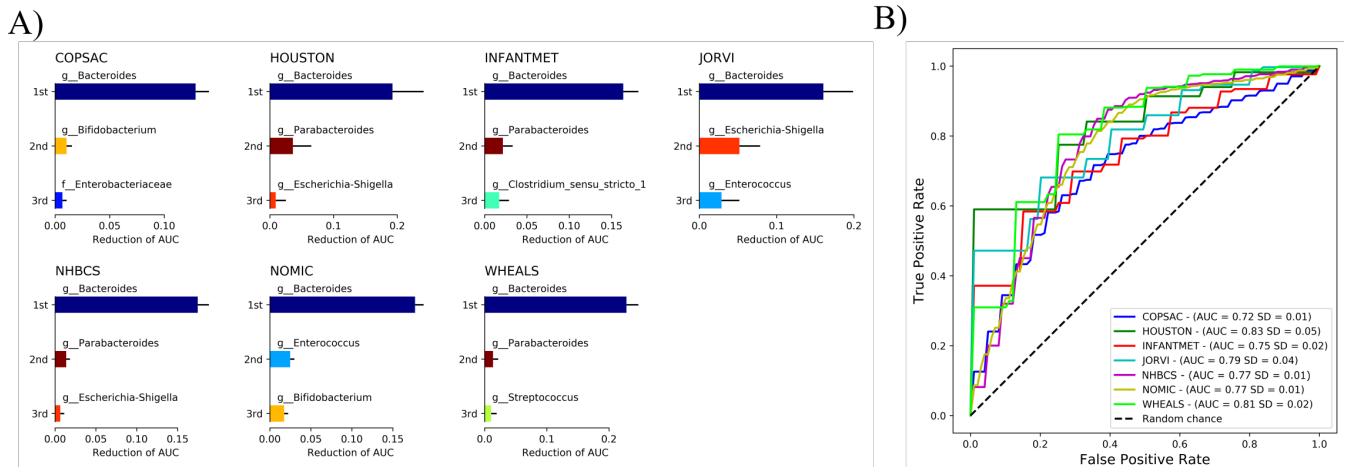 A)
COPSAC
g__Bacteroides
1st
g__Bifidobacterium
2nd
f__Enterobacteriaceae
3rd
0.00 0.05 0.10
Reduction of AUC
HOUSTON
g__Bacteroides
1st
g__Parabacteroides
2nd
g__Escherichia-Shigella
3rd
0.0 0.1 0.2
Reduction of AUC
INFANTMET
g__Bacteroides
1st
g__Parabacteroides
2nd
g__Clostridium_sensu_stricto_1
3rd
0.00 0.05 0.10 0.15
Reduction of AUC
JORVI
g__Bacteroides
1st
g__Escherichia-Shigella
2nd
g__Enterococcus
3rd
0.0 0.1 0.2
Reduction of AUC
NHBCS
g__Bacteroides
1st
g__Parabacteroides
2nd
g__Escherichia-Shigella
3rd
0.00 0.05 0.10 0.15
Reduction of AUC
NOMIC
g__Bacteroides
1st
g__Enterococcus
2nd
g__Bifidobacterium
3rd
0.00 0.05 0.10 0.15
Reduction of AUC
WHEALS
g__Bacteroides
1st
g__Parabacteroides
2nd
g__Streptococcus
3rd
0.0 0.1 0.2
Reduction of AUC
B)
True Positive Rate
1.0
0.8
0.6
0.4
0.2
0.0
COPSAC - (AUC = 0.72 SD = 0.01)
HOUSTON - (AUC = 0.83 SD = 0.05)
INFANTMET - (AUC = 0.75 SD = 0.02)
JORVI - (AUC = 0.79 SD = 0.04)
NHBCS - (AUC = 0.77 SD = 0.01)
NOMIC - (AUC = 0.77 SD = 0.01)
WHEALS - (AUC = 0.81 SD = 0.02)
Random chance
0.0 0.2 0.4 0.6 0.8 1.0
False Positive Rate